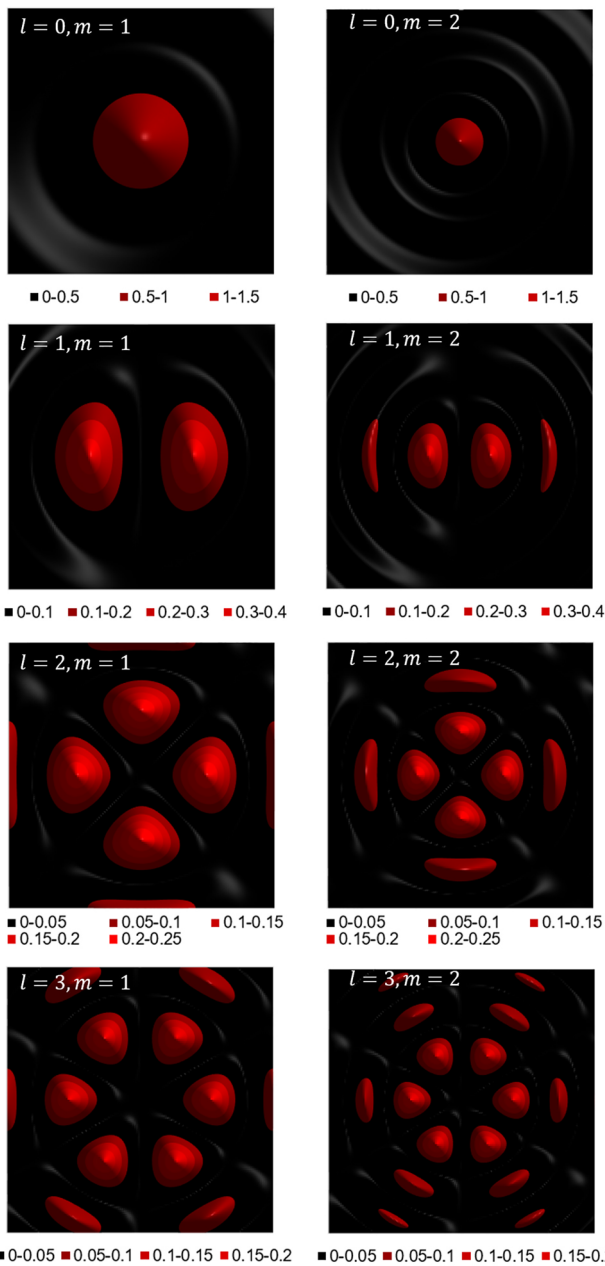 l = 0, m = 1
l = 0, m = 2
0-0.5 0.5-1 1-1.5
0-0.5 0.5-1 1-1.5
l = 1, m = 1
l = 1, m = 2
0-0.1 0.1-0.2 0.2-0.3 0.3-0.4
0-0.1 0.1-0.2 0.2-0.3 0.3-0.4
l = 2, m = 1
l = 2, m = 2
0-0.05 0.05-0.1 0.1-0.15
0.15-0.2 0.2-0.25
0-0.05 0.05-0.1 0.1-0.15
0.15-0.2 0.2-0.25
l = 3, m = 1
l = 3, m = 2
0-0.05 0.05-0.1 0.1-0.15 0.15-0.2
0-0.05 0.05-0.1 0.1-0.15 0.15-0.